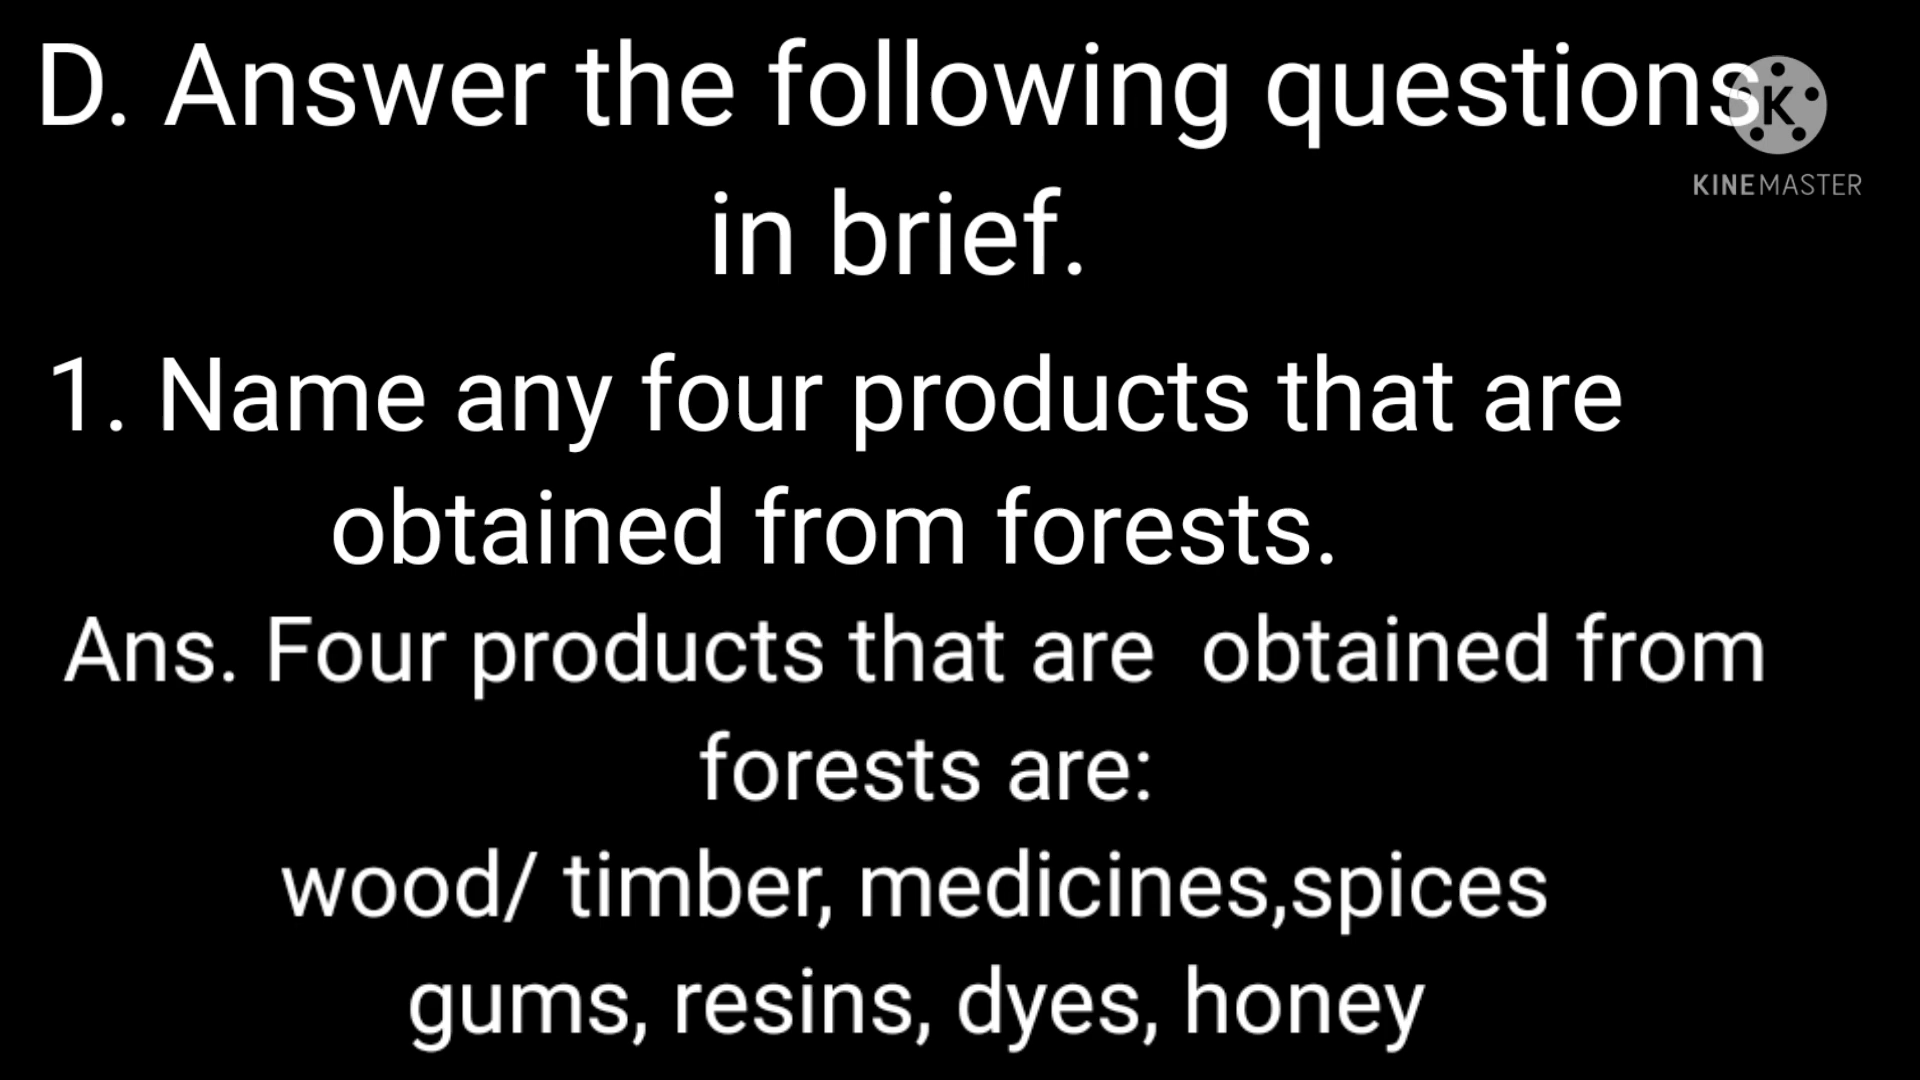 D. Answer the following questions
in brief.
KINEMASTER
1. Name any four products that are
obtained from forests.
Ans. Four products that are  obtained from
forests are:
wood/ timber, medicines,spices
gums, resins, dyes, honey